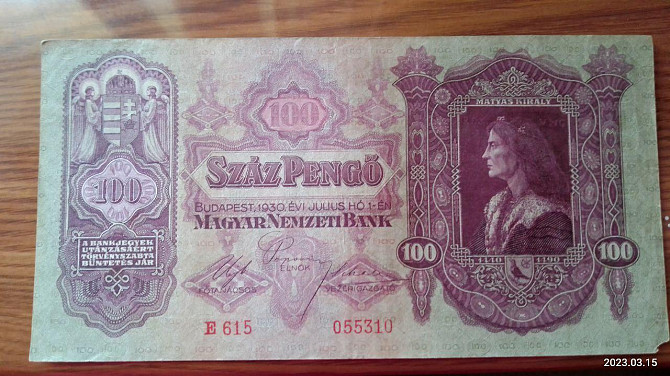 100
A BANKJEGYEK
UTÁNZÁSÁÉRT
TÖRVÉNYSZABTA
BÜNTETÉS JÁR
100
SZÁZ PENGŐ
BUDAPEST, 1930. ÉVI JULIUS HÓ 1-ÉN
MAGYAR NEMZETI BANK
ELNÖK
FŐTANÁCSOS
VEZÉRIGAZGATÓ
E 615 055310
MÁTYÁS KIRÁLY
100 100
1440 1490
2023.03.15